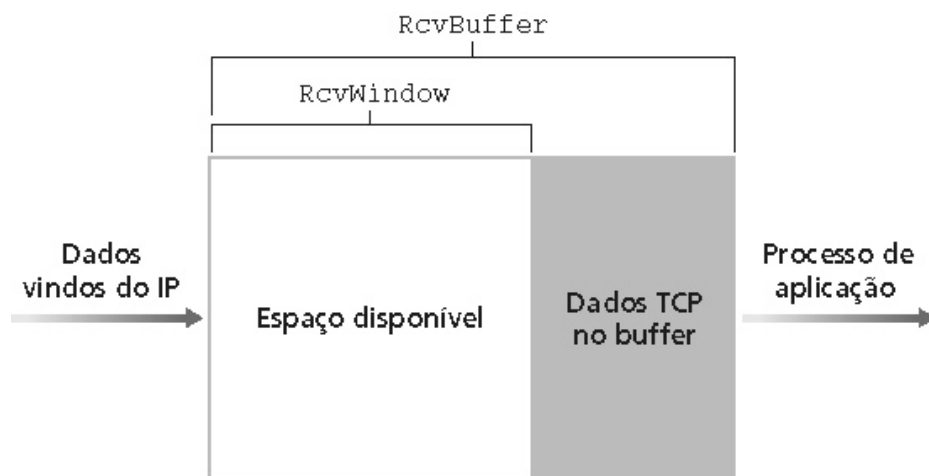 RcvBuffer
RcvWindow
Dados
vindos do IP
Espaço disponível
Dados TCP
no buffer
Processo de
aplicação